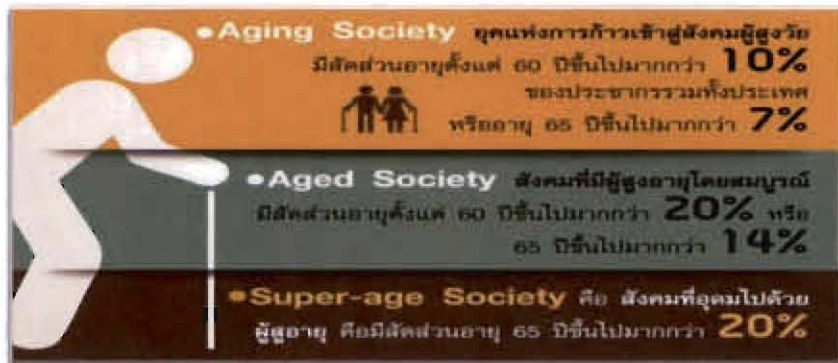 •Aging Society ยุคแห่งการก้าวเข้าสู่สังคมผู้สูงวัย
มีสัดส่วนอายุตั้งแต่ 60 ปีขึ้นไปมากกว่า 10%
ของประชากรรวมทั้งประเทศ
หรืออายุ 65 ปีขึ้นไปมากกว่า 7%
•Aged Society สังคมที่มีผู้สูงอายุโดยสมบูรณ์
มีสัดส่วนอายุตั้งแต่ 60 ปีขึ้นไปมากกว่า 20% หรือ
65 ปีขึ้นไปมากกว่า 14%
•Super-age Society คือ สังคมที่อุดมไปด้วย
ผู้สูอายุ คือมีสัดส่วนอายุ 65 ปีขึ้นไปมากกว่า 20%